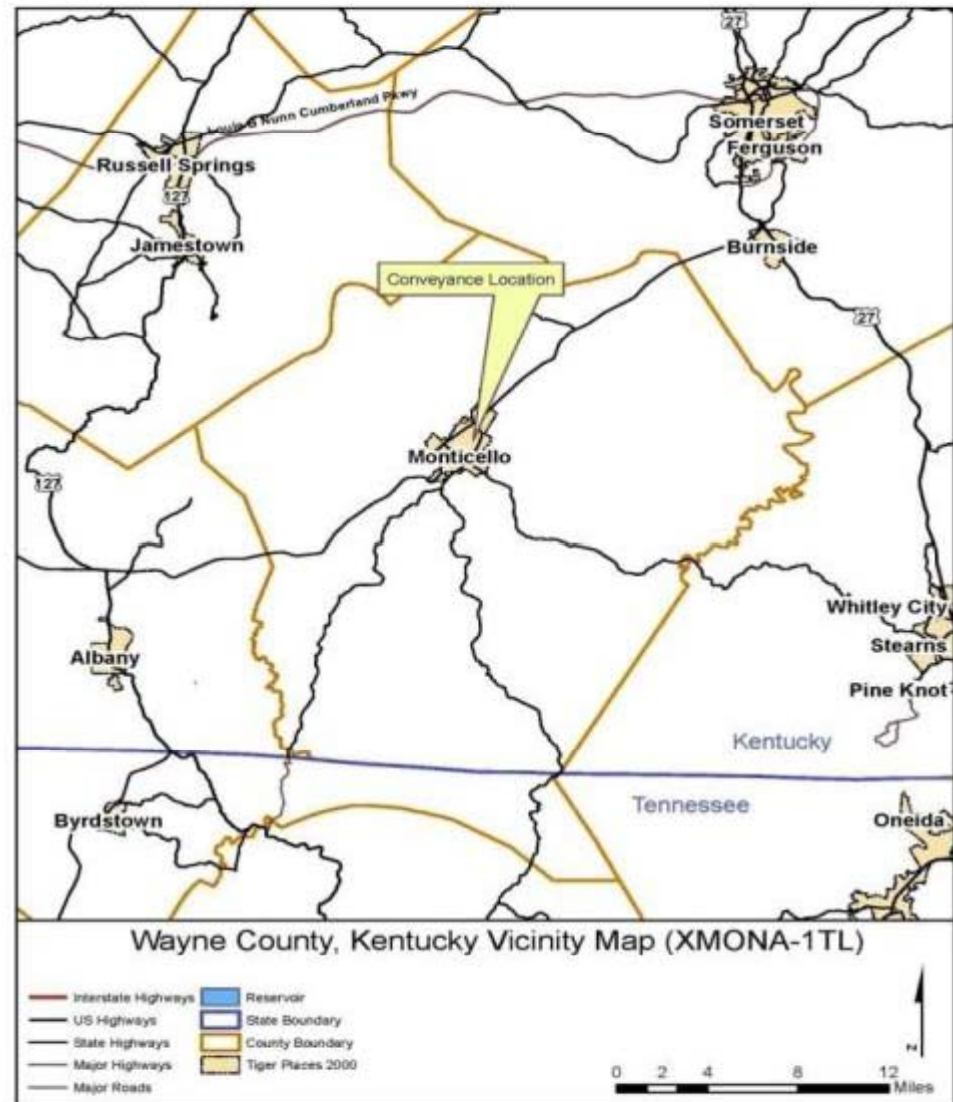 27
Louie B Nunn Cumberland Pkwy
Somerset
Ferguson
Russell Springs
127
Jamestown
Burnside
Conveyance Location
27
Monticello
127
Whitley City
Stearns
Albany
Pine Knot
Kentucky
Tennessee
Byrdstown
Oneida
Wayne County, Kentucky Vicinity Map (XMONA-1TL)
Interstate Highways
US Highways
State Highways
Major Highways
Major Roads
Reservoir
State Boundary
County Boundary
Tiger Places 2000
N
0 2 4 8 12
Miles